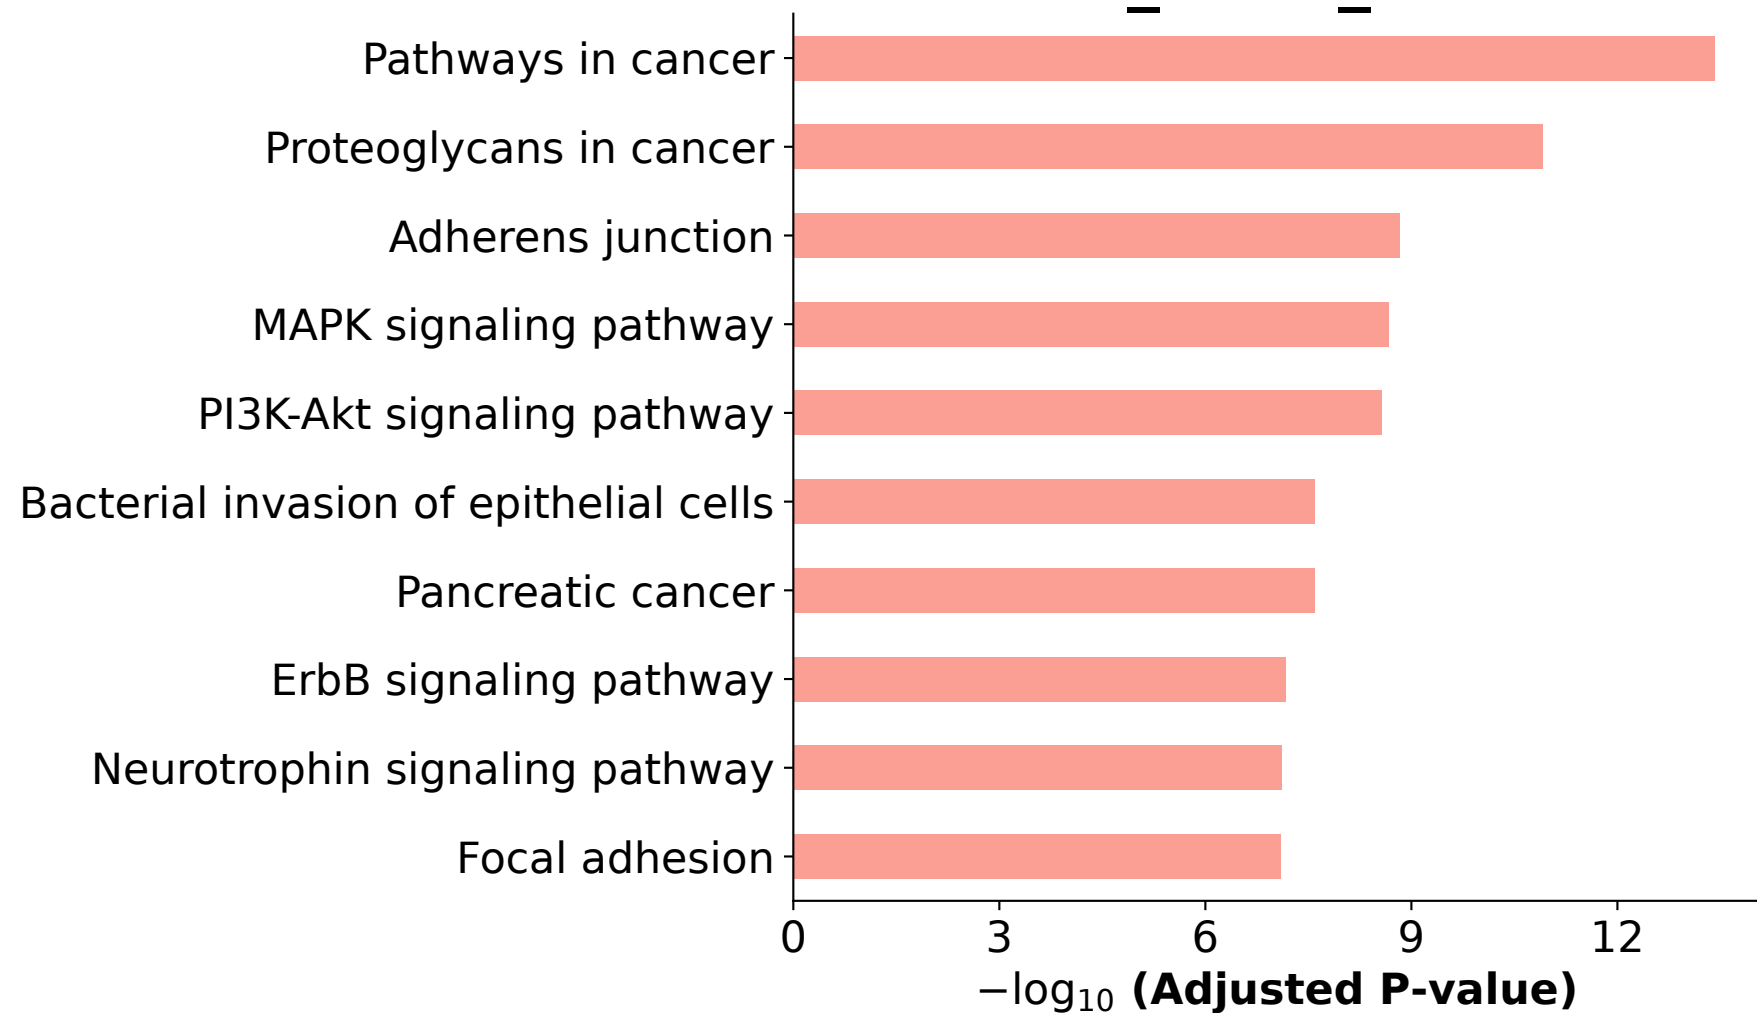 Pathways in cancer
Proteoglycans in cancer
Adherens junction
MAPK signaling pathway
PI3K-Akt signaling pathway
Bacterial invasion of epithelial cells
Pancreatic cancer
ErbB signaling pathway
Neurotrophin signaling pathway
Focal adhesion
0 3 6 9 12
−log₁₀ (Adjusted P-value)